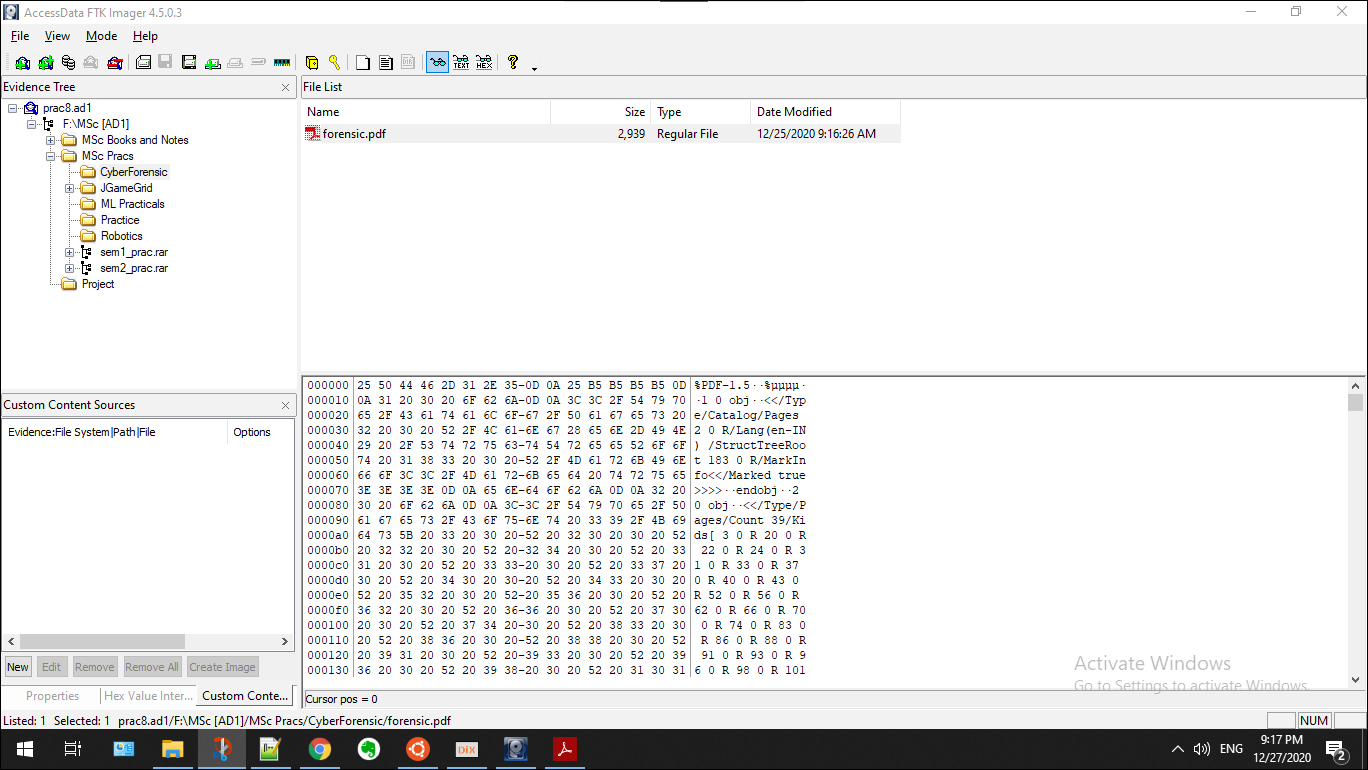 AccessData FTK Imager 4.5.0.3
File View Mode Help
TEXT HEX
Evidence Tree
prac8.ad1
F:\MSc [AD1]
MSc Books and Notes
MSc Pracs
CyberForensic
JGameGrid
ML Practicals
Practice
Robotics
sem1_prac.rar
sem2_prac.rar
Project
Custom Content Sources
Evidence:File System|Path|File Options
New Edit Remove Remove All Create Image
Properties Hex Value Inter... Custom Conte...
File List
Name Size Type Date Modified
forensic.pdf 2,939 Regular File 12/25/2020 9:16:26 AM
000000 25 50 44 46 2D 31 2E 35-0D 0A 25 B5 B5 B5 B5 0D %PDF-1.5··%µµµµ·
000010 0A 31 20 30 20 6F 62 6A-0D 0A 3C 3C 2F 54 79 70 ·1 0 obj··<</Typ
000020 65 2F 43 61 74 61 6C 6F-67 2F 50 61 67 65 73 20 e/Catalog/Pages
000030 32 20 30 20 52 2F 4C 61-6E 67 28 65 6E 2D 49 4E 2 0 R/Lang(en-IN
000040 29 20 2F 53 74 72 75 63-74 54 72 65 65 52 6F 6F ) /StructTreeRoo
000050 74 20 31 38 33 20 30 20-52 2F 4D 61 72 6B 49 6E t 183 0 R/MarkIn
000060 66 6F 3C 3C 2F 4D 61 72-6B 65 64 20 74 72 75 65 fo<</Marked true
000070 3E 3E 3E 3E 0D 0A 65 6E-64 6F 62 6A 0D 0A 32 20 >>>>··endobj··2
000080 30 20 6F 62 6A 0D 0A 3C-3C 2F 54 79 70 65 2F 50 0 obj··<</Type/P
000090 61 67 65 73 2F 43 6F 75-6E 74 20 33 39 2F 4B 69 ages/Count 39/Ki
0000a0 64 73 5B 20 33 20 30 20-52 20 32 30 20 30 20 52 ds[ 3 0 R 20 0 R
0000b0 20 32 32 20 30 20 52 20-32 34 20 30 20 52 20 33 22 0 R 24 0 R 3
0000c0 31 20 30 20 52 20 33 33-20 30 20 52 20 33 37 20 1 0 R 33 0 R 37
0000d0 30 20 52 20 34 30 20 30-20 52 20 34 33 20 30 20 0 R 40 0 R 43 0
0000e0 52 20 35 32 20 30 20 52-20 35 36 20 30 20 52 20 R 52 0 R 56 0 R
0000f0 36 32 20 30 20 52 20 36-36 20 30 20 52 20 37 30 62 0 R 66 0 R 70
000100 20 30 20 52 20 37 34 20-30 20 52 20 38 33 20 30 0 R 74 0 R 83 0
000110 20 52 20 38 36 20 30 20-52 20 38 38 20 30 20 52 R 86 0 R 88 0 R
000120 20 39 31 20 30 20 52 20-39 33 20 30 20 52 20 39 91 0 R 93 0 R 9
000130 36 20 30 20 52 20 39 38-20 30 20 52 20 31 30 31 6 0 R 98 0 R 101
Activate Windows
Go to Settings to activate Windows.
Cursor pos = 0
Listed: 1 Selected: 1 prac8.ad1/F:\MSc [AD1]/MSc Pracs/CyberForensic/forensic.pdf
NUM
DIX
ENG
9:17 PM
12/27/2020
2